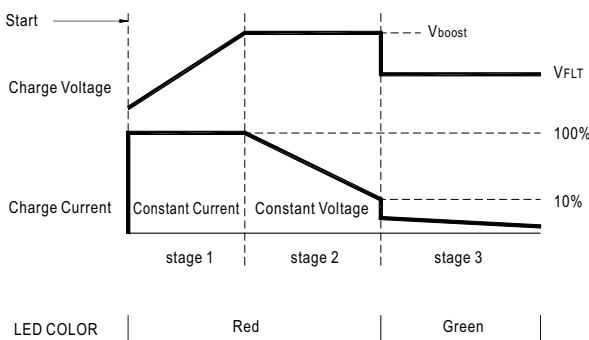 Start
Vboost
Charge Voltage
VFLT
100%
10%
Charge Current
Constant Current
Constant Voltage
stage 1
stage 2
stage 3
LED COLOR
Red
Green